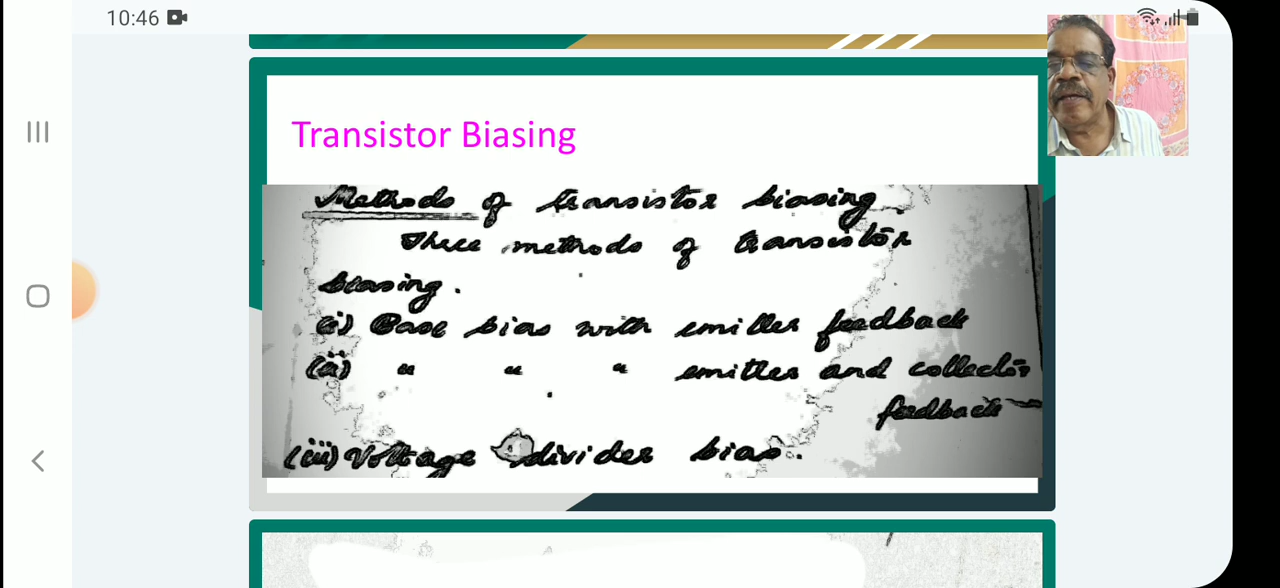 10:46
Transistor Biasing
Methods of transistor biasing
Three methods of transistor
biasing.
(i) Base bias with emitter feedback
(ii) " " " emitter and collector
feedback
(iii) Voltage divider bias.